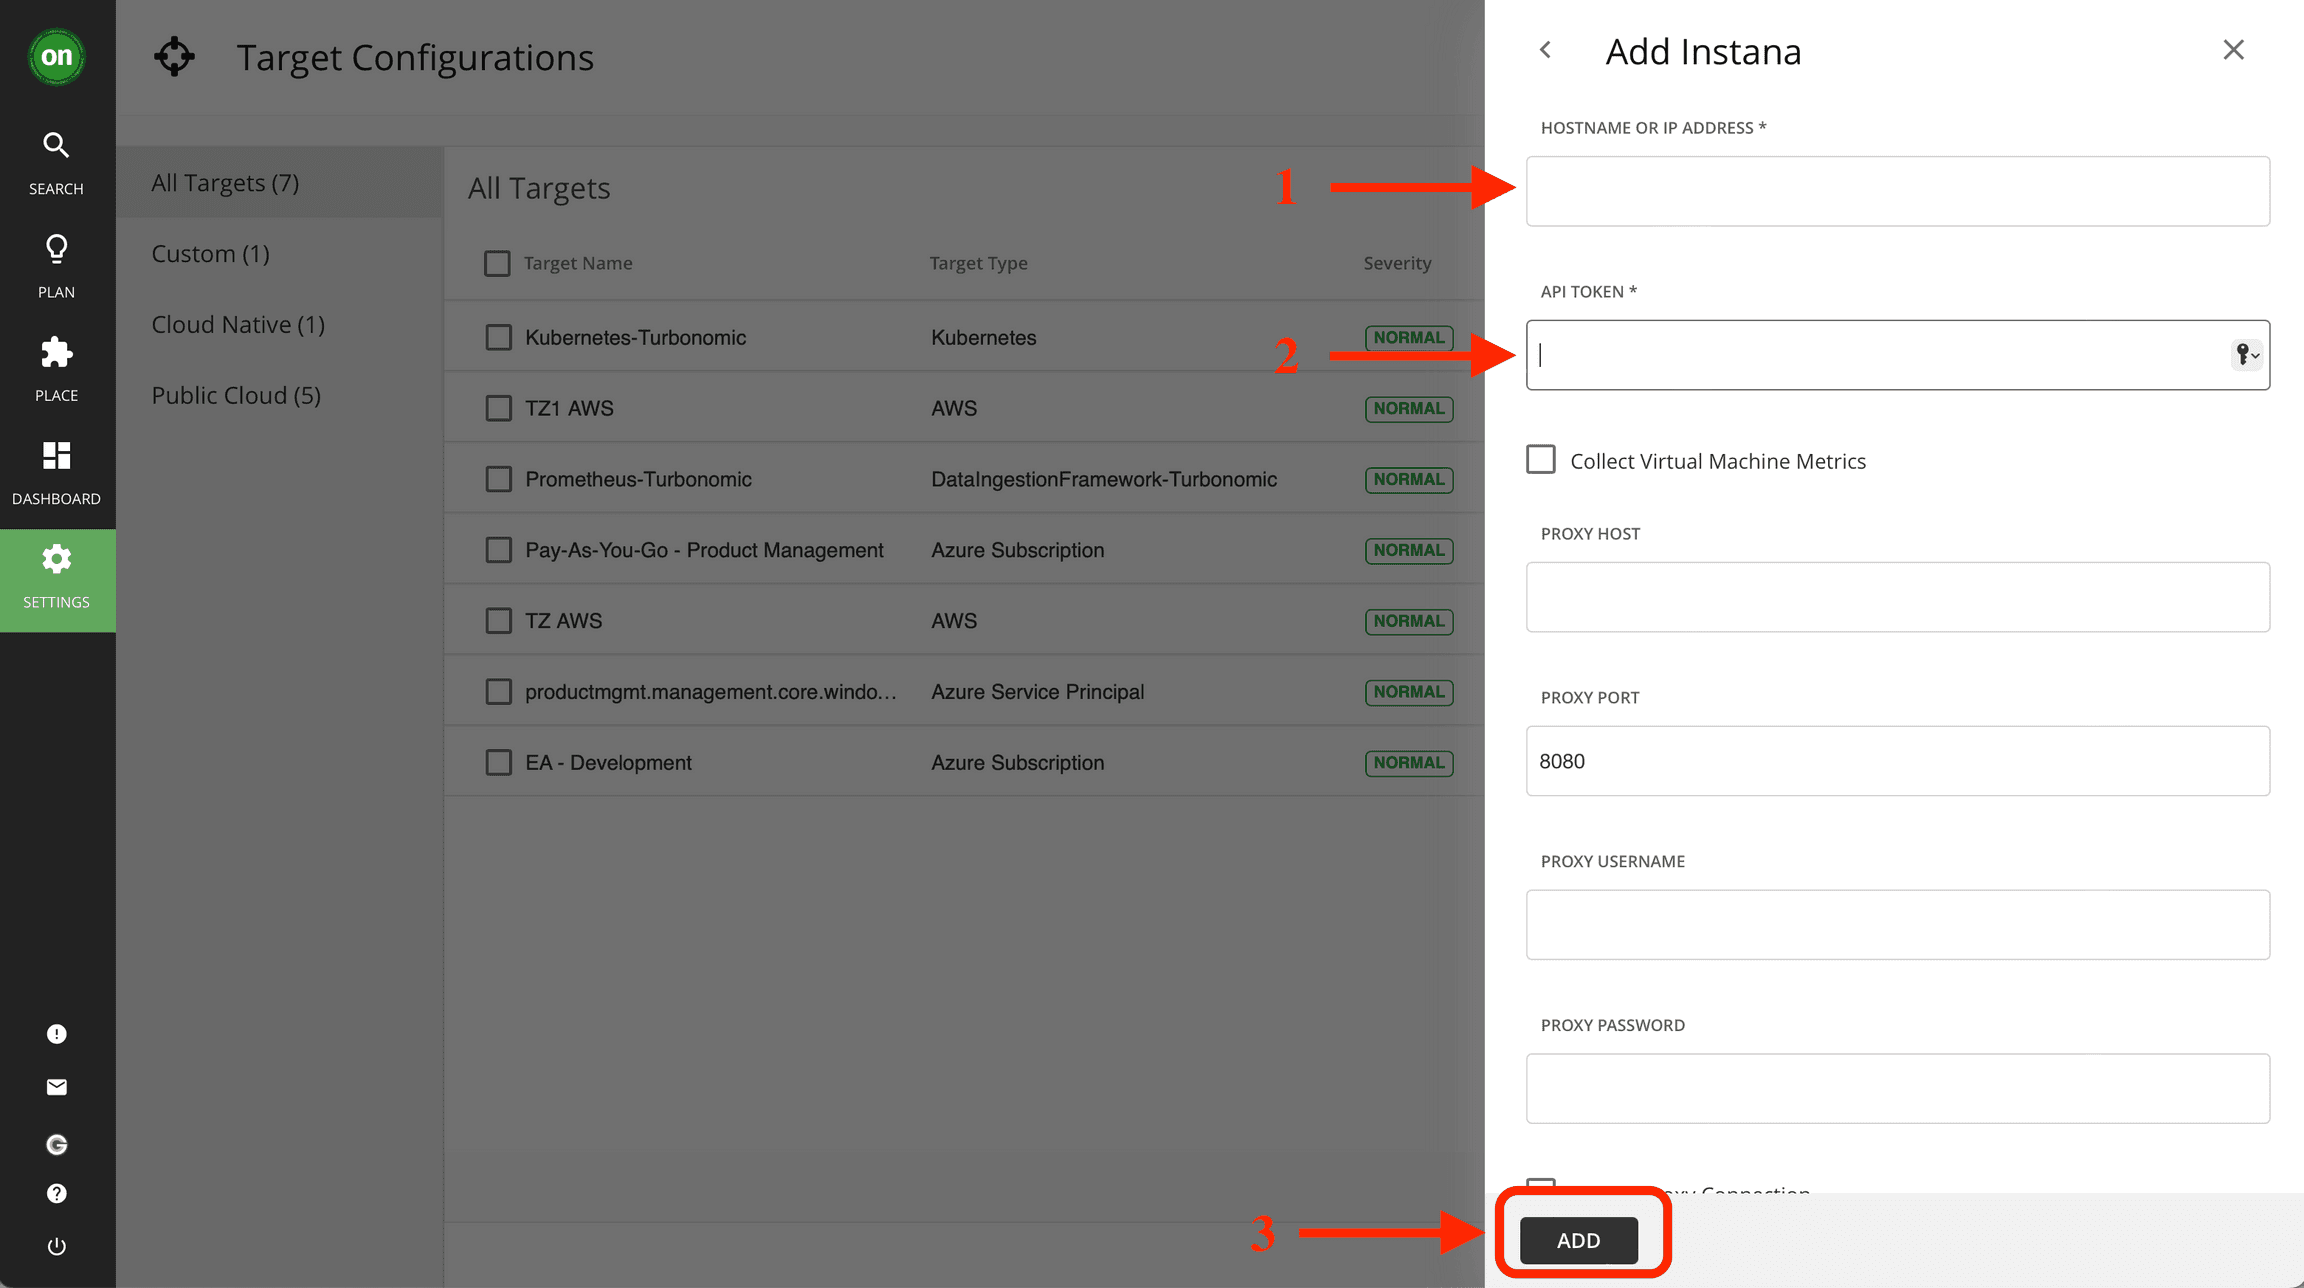 on
SEARCH
PLAN
PLACE
DASHBOARD
SETTINGS
Target Configurations
All Targets (7)
Custom (1)
Cloud Native (1)
Public Cloud (5)
All Targets
Target Name Target Type Severity
Kubernetes-Turbonomic Kubernetes NORMAL
TZ1 AWS AWS NORMAL
Prometheus-Turbonomic DataIngestionFramework-Turbonomic NORMAL
Pay-As-You-Go - Product Management Azure Subscription NORMAL
TZ AWS AWS NORMAL
productmgmt.management.core.windo... Azure Service Principal NORMAL
EA - Development Azure Subscription NORMAL
Add Instana
HOSTNAME OR IP ADDRESS *
1
API TOKEN *
2
Collect Virtual Machine Metrics
PROXY HOST
PROXY PORT
8080
PROXY USERNAME
PROXY PASSWORD
Connection
3
ADD